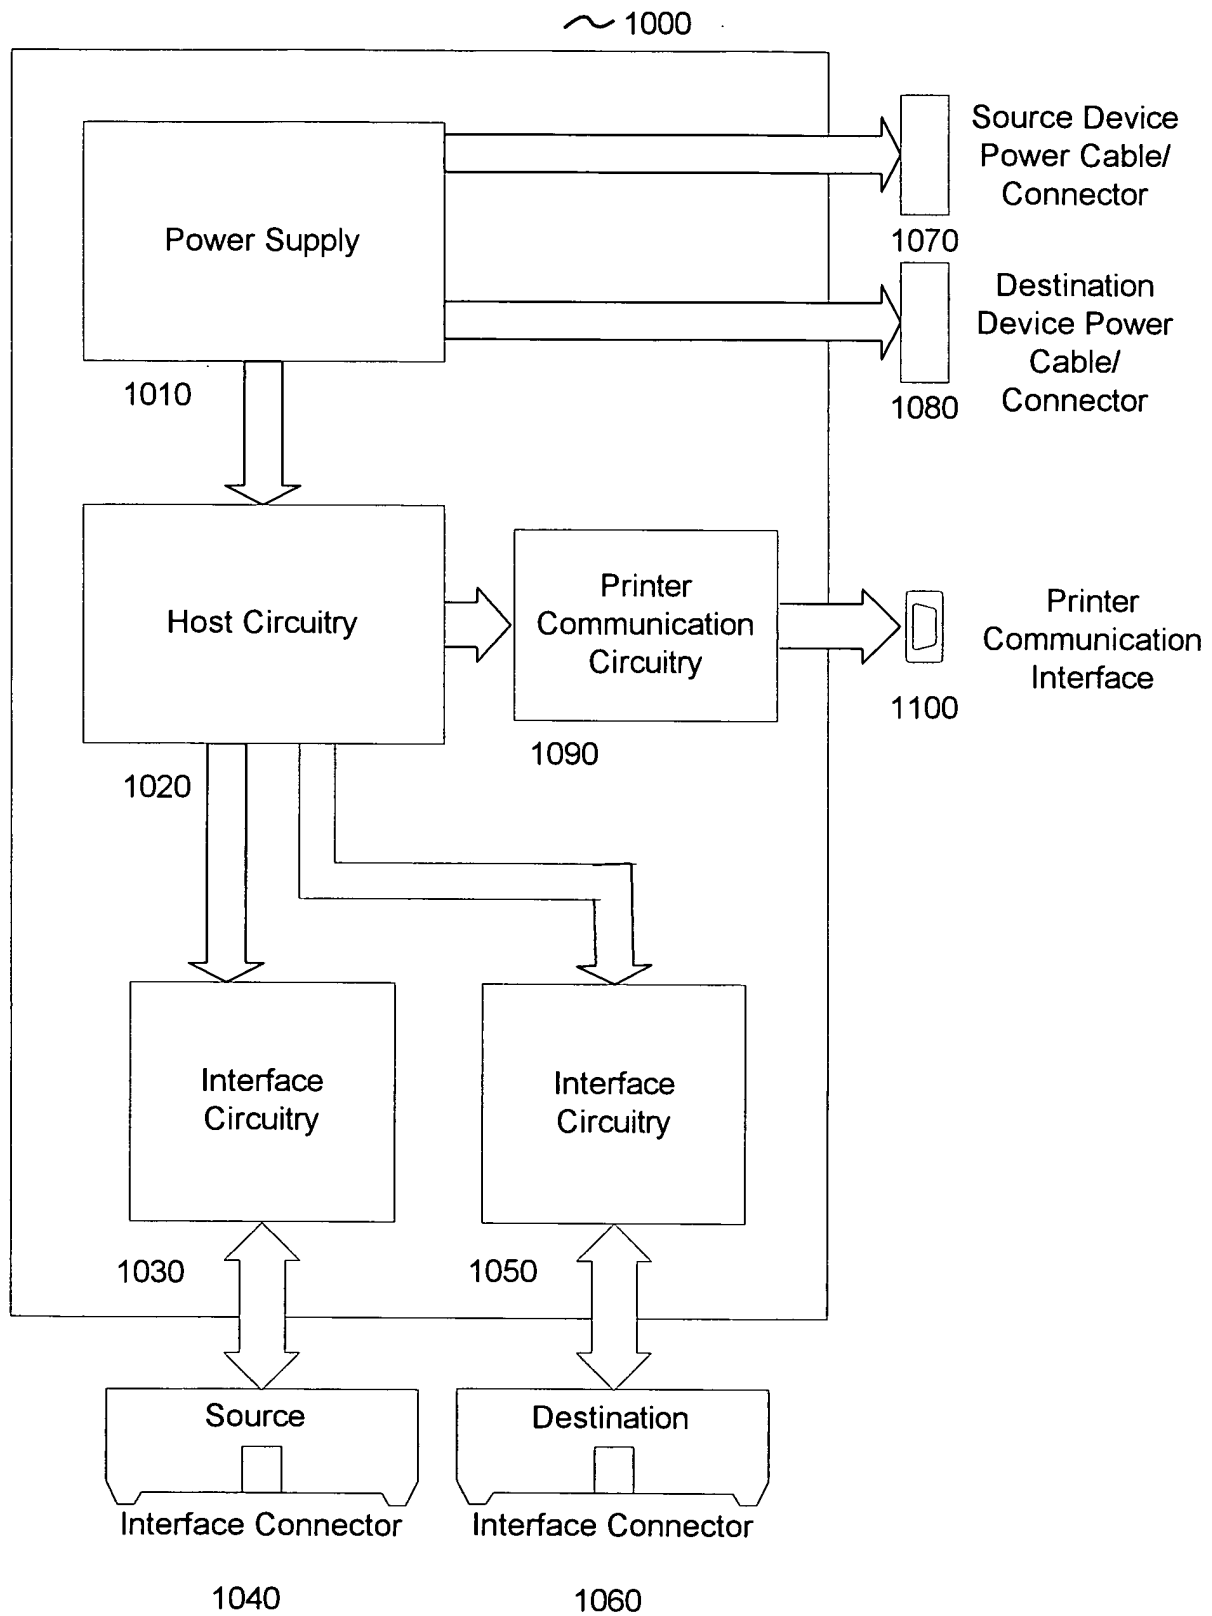 1000
Source Device
Power Cable/
Connector
1070
Power Supply
1010
Destination
Device Power
Cable/
Connector
1080
Host Circuitry
1020
Printer
Communication
Circuitry
1090
Printer
Communication
Interface
1100
Interface
Circuitry
1030
Interface
Circuitry
1050
Source
Interface Connector
1040
Destination
Interface Connector
1060